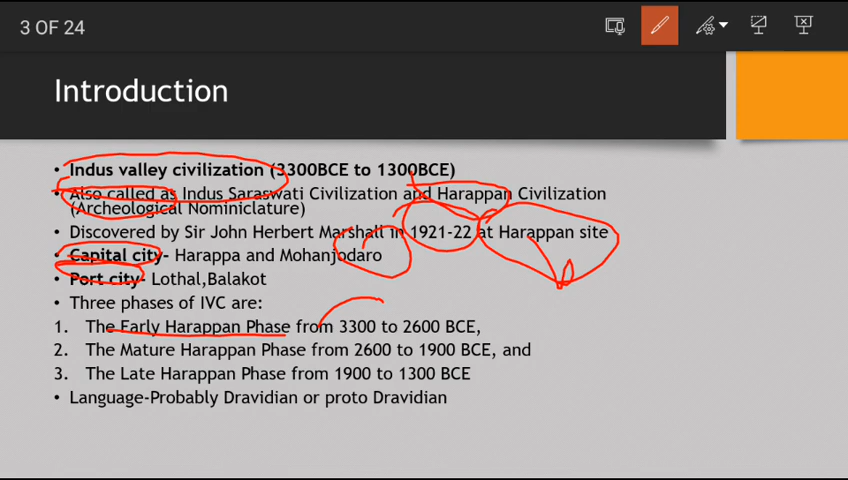 3 OF 24
Introduction
• Indus valley civilization (3300BCE to 1300BCE)
• Also called as Indus Saraswati Civilization and Harappan Civilization
(Archeological Nominiclature)
• Discovered by Sir John Herbert Marshall in 1921-22 at Harappan site
• Capital city- Harappa and Mohanjodaro
• Port city- Lothal,Balakot
• Three phases of IVC are:
1. The Early Harappan Phase from 3300 to 2600 BCE,
2. The Mature Harappan Phase from 2600 to 1900 BCE, and
3. The Late Harappan Phase from 1900 to 1300 BCE
• Language-Probably Dravidian or proto Dravidian